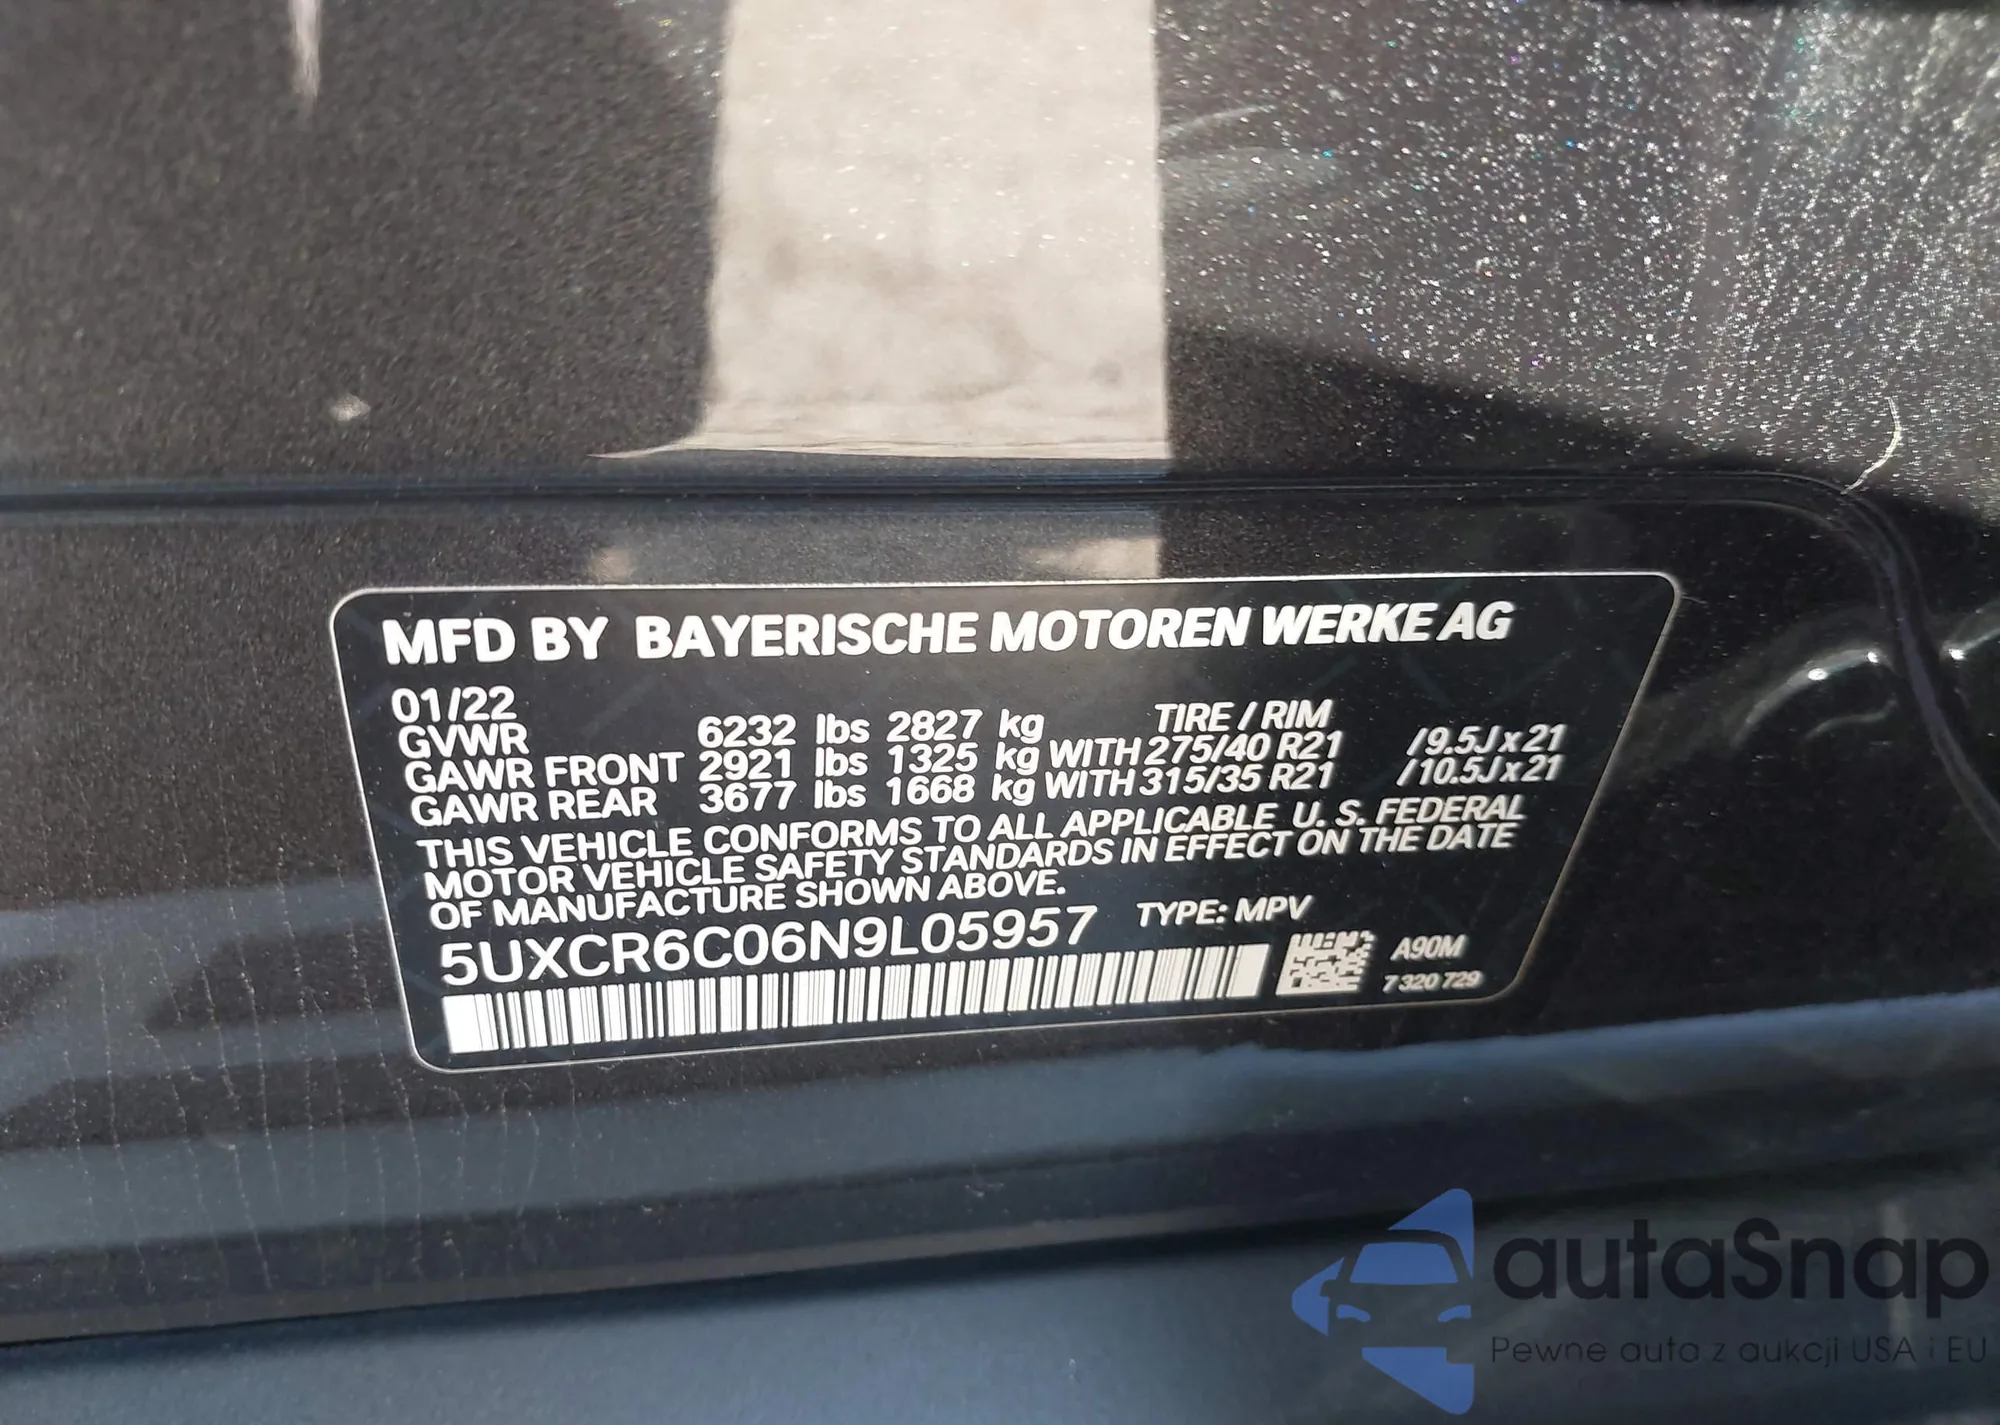 MFD BY BAYERISCHE MOTOREN WERKE AG
01/22 TIRE / RIM
GVWR 6232 lbs 2827 kg
GAWR FRONT 2921 lbs 1325 kg WITH 275/40 R21 /9.5J x 21
GAWR REAR 3677 lbs 1668 kg WITH 315/35 R21 /10.5J x 21
THIS VEHICLE CONFORMS TO ALL APPLICABLE U. S. FEDERAL
MOTOR VEHICLE SAFETY STANDARDS IN EFFECT ON THE DATE
OF MANUFACTURE SHOWN ABOVE.
5UXCR6C06N9L05957 TYPE: MPV
A90M
7 320 729
autaSnap
Pewne auta z aukcji USA i EU